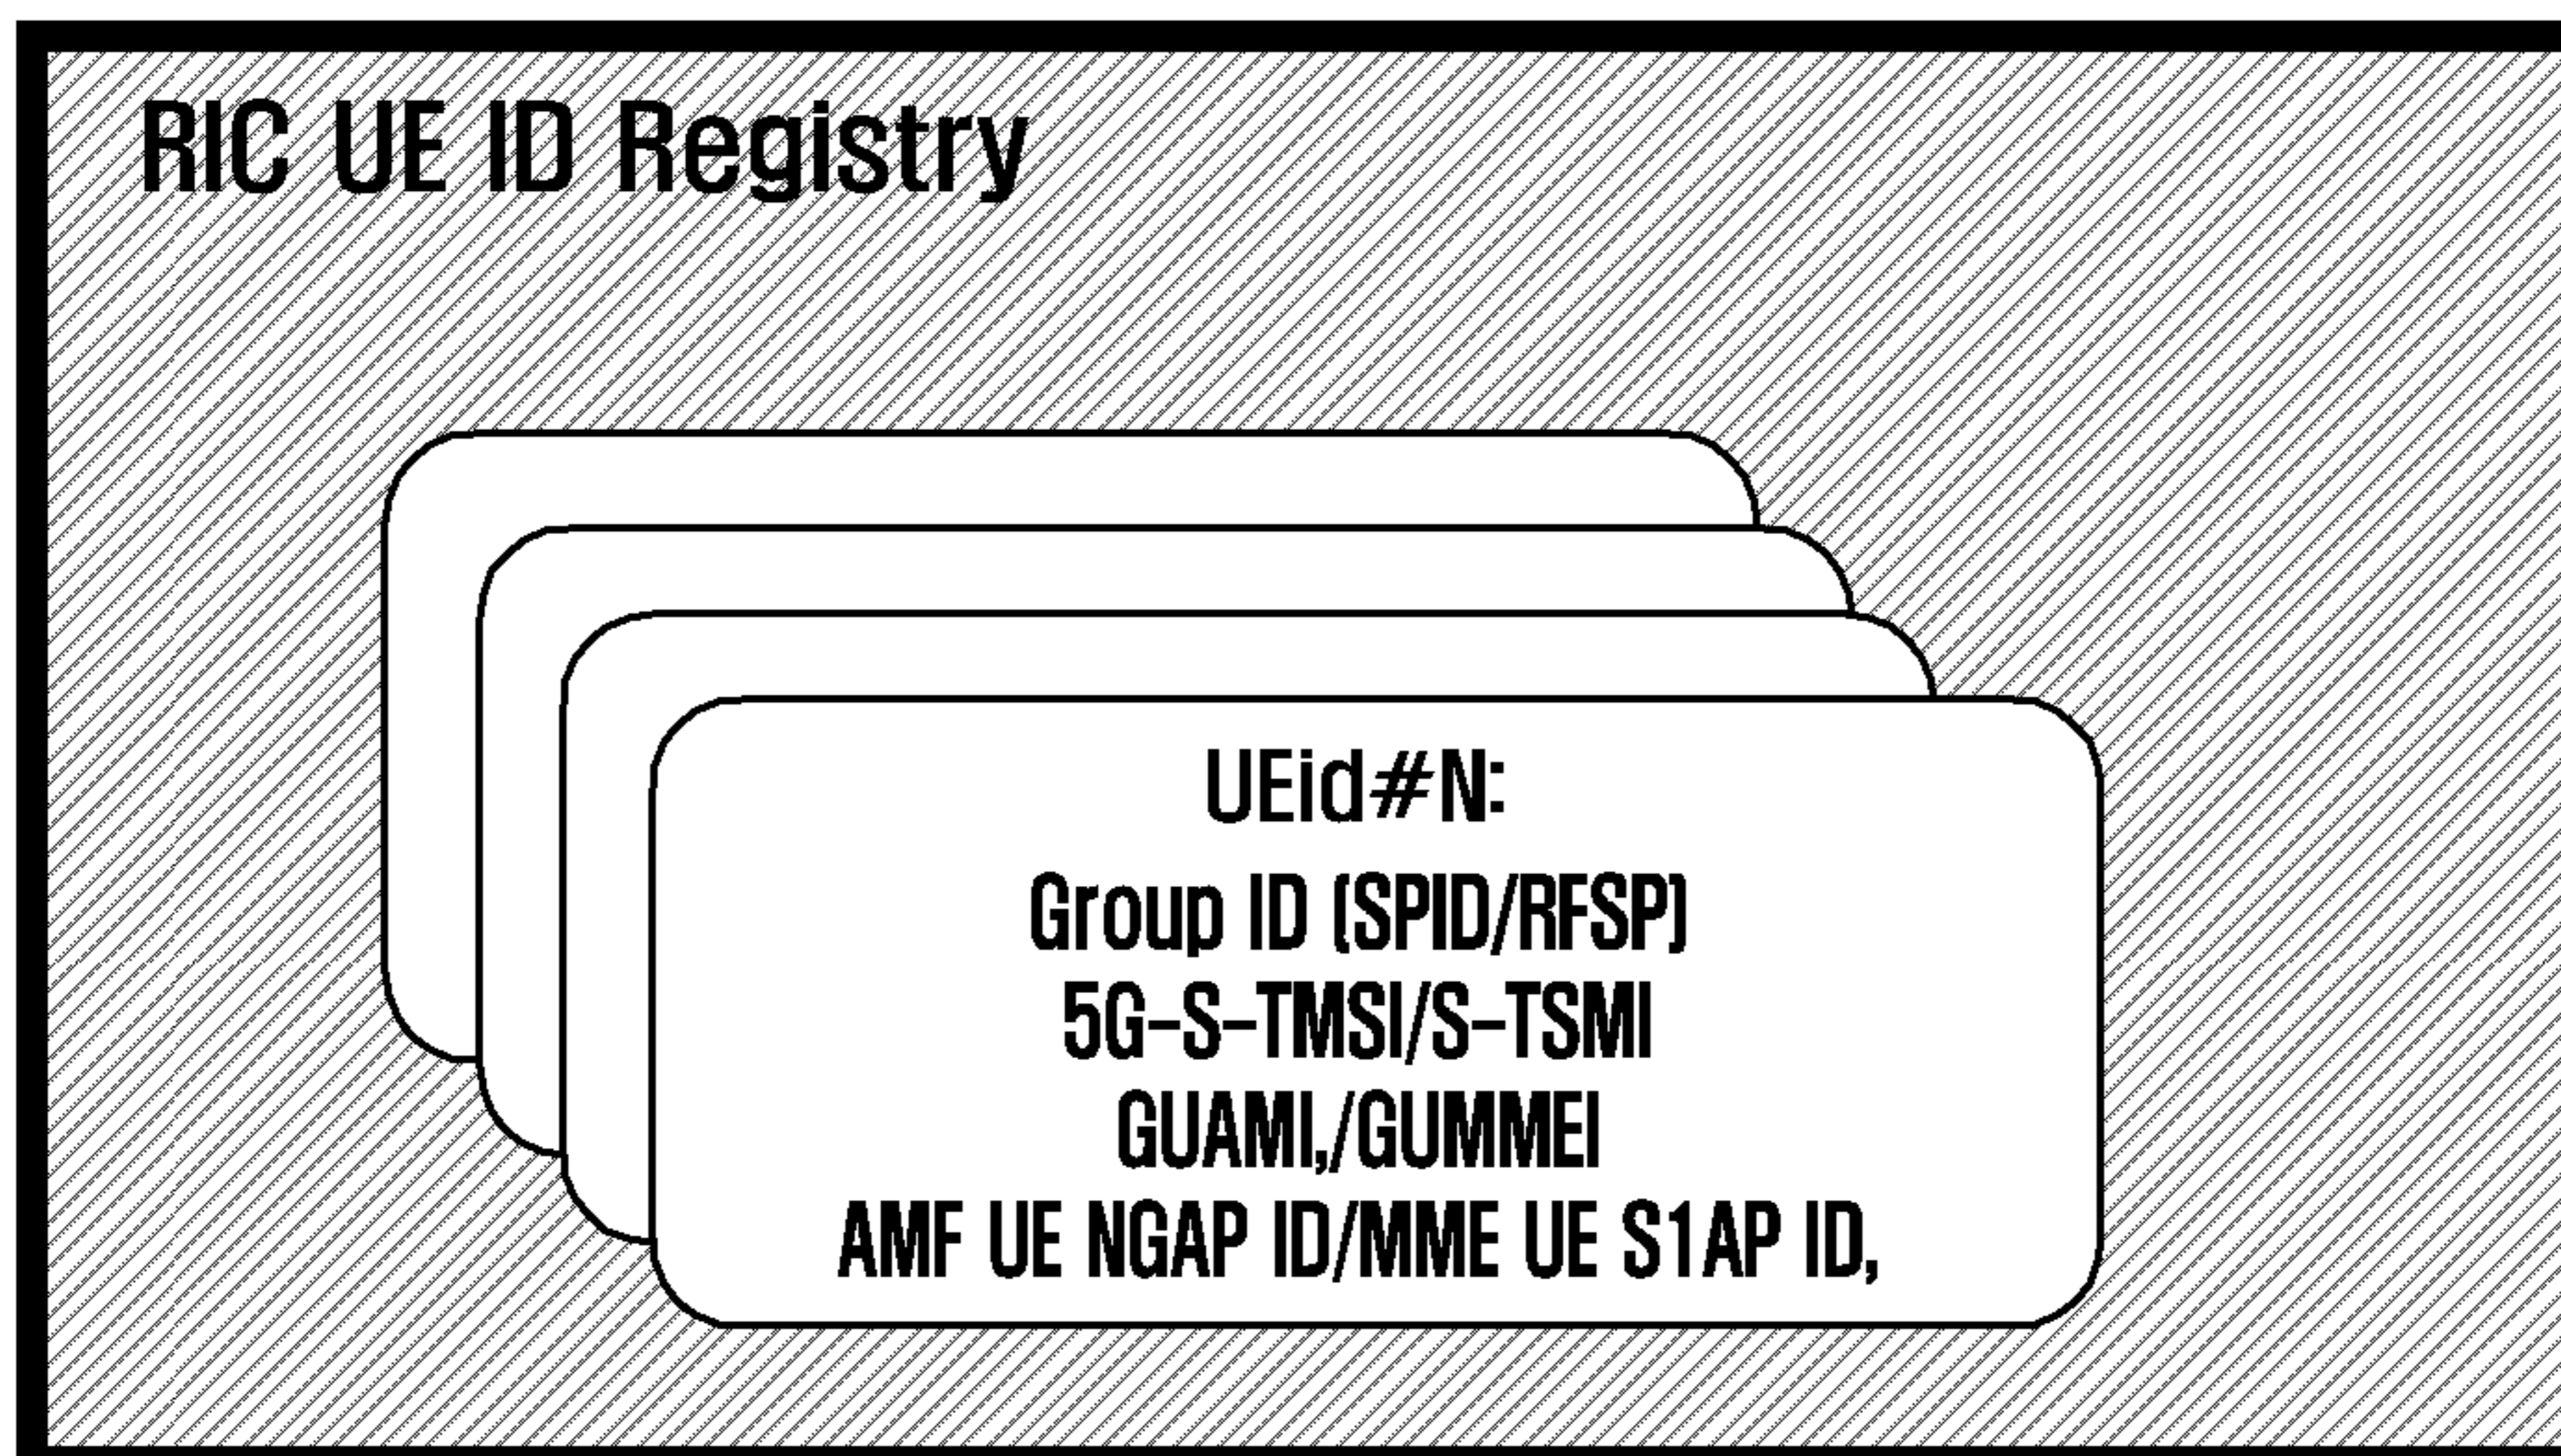 RIC UE ID Registry
UEid#N:
Group ID (SPID/RFSP)
5G-S-TMSI/S-TSMI
GUAMI,/GUMMEI
AMF UE NGAP ID/MME UE S1AP ID,